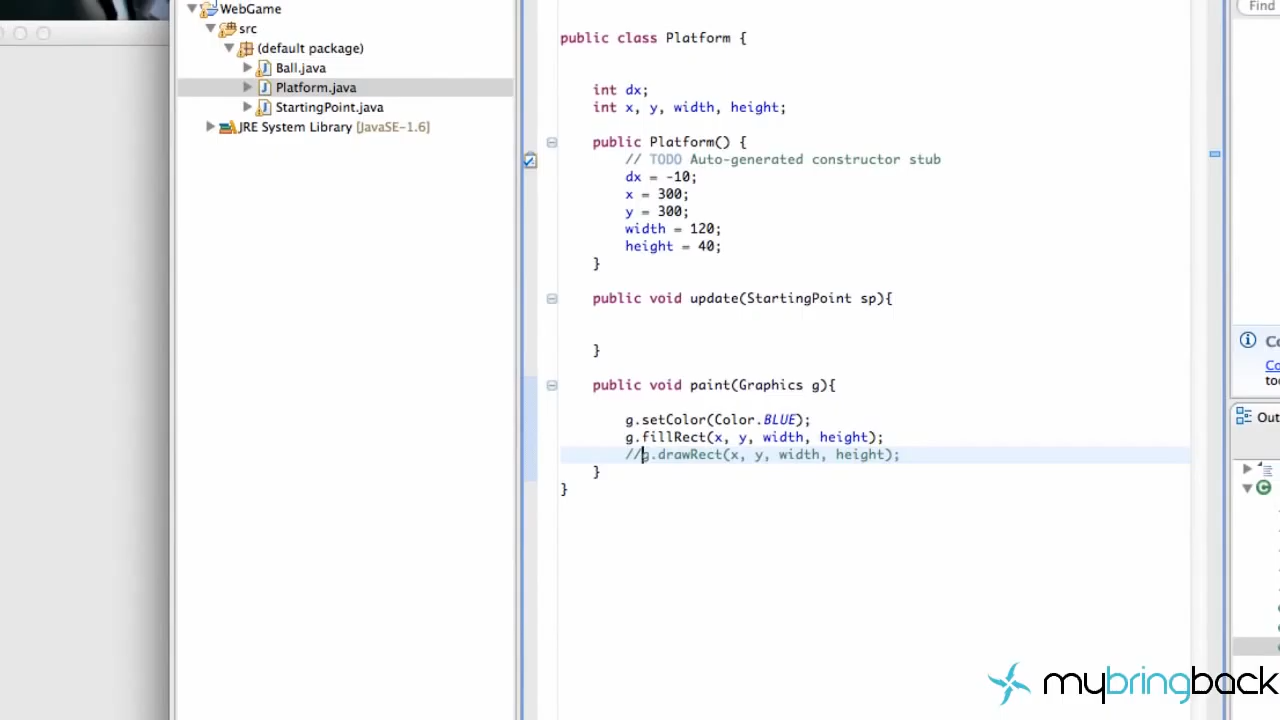 WebGame
src
(default package)
Ball.java
Platform.java
StartingPoint.java
JRE System Library [JavaSE-1.6]
public class Platform {
int dx;
int x, y, width, height;
public Platform() {
// TODO Auto-generated constructor stub
dx = -10;
x = 300;
y = 300;
width = 120;
height = 40;
}
public void update(StartingPoint sp){
}
public void paint(Graphics g){
g.setColor(Color.BLUE);
g.fillRect(x, y, width, height);
//g.drawRect(x, y, width, height);
}
}
Find
mybringback